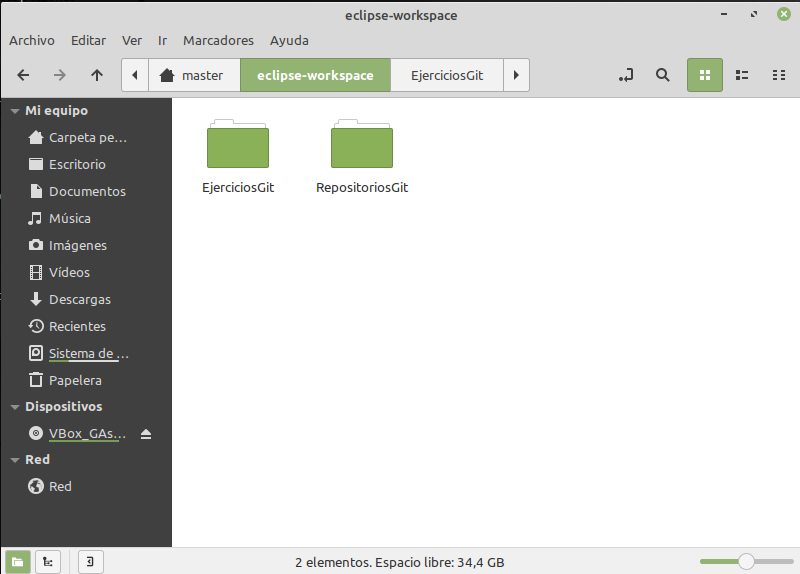 eclipse-workspace
Archivo Editar Ver Ir Marcadores Ayuda
master eclipse-workspace EjerciciosGit
Mi equipo
Carpeta pe...
Escritorio
Documentos
Música
Imágenes
Vídeos
Descargas
Recientes
Sistema de ...
Papelera
Dispositivos
VBox_GAs...
Red
Red
EjerciciosGit RepositoriosGit
2 elementos. Espacio libre: 34,4 GB